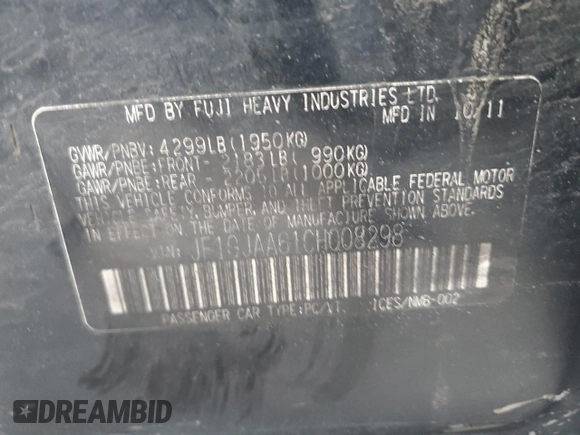 MFD BY FUJI HEAVY INDUSTRIES LTD.
MFD IN 10/11
GVWR/PNBV: 4299LB(1950KG)
GAWR/PNBE: FRONT - 2183LB( 990KG)
GAWR/PNBE: REAR - 2205LB(1000KG)
THIS VEHICLE CONFORMS TO ALL APPLICABLE FEDERAL MOTOR
VEHICLE SAFETY, BUMPER, AND THEFT PREVENTION STANDARDS
IN EFFECT ON THE DATE OF MANUFACTURE SHOWN ABOVE.
VIN: JF1GJAA61CH008298
PASSENGER CAR TYPE:PC/VT. ICES/NMB-002
DREAMBID